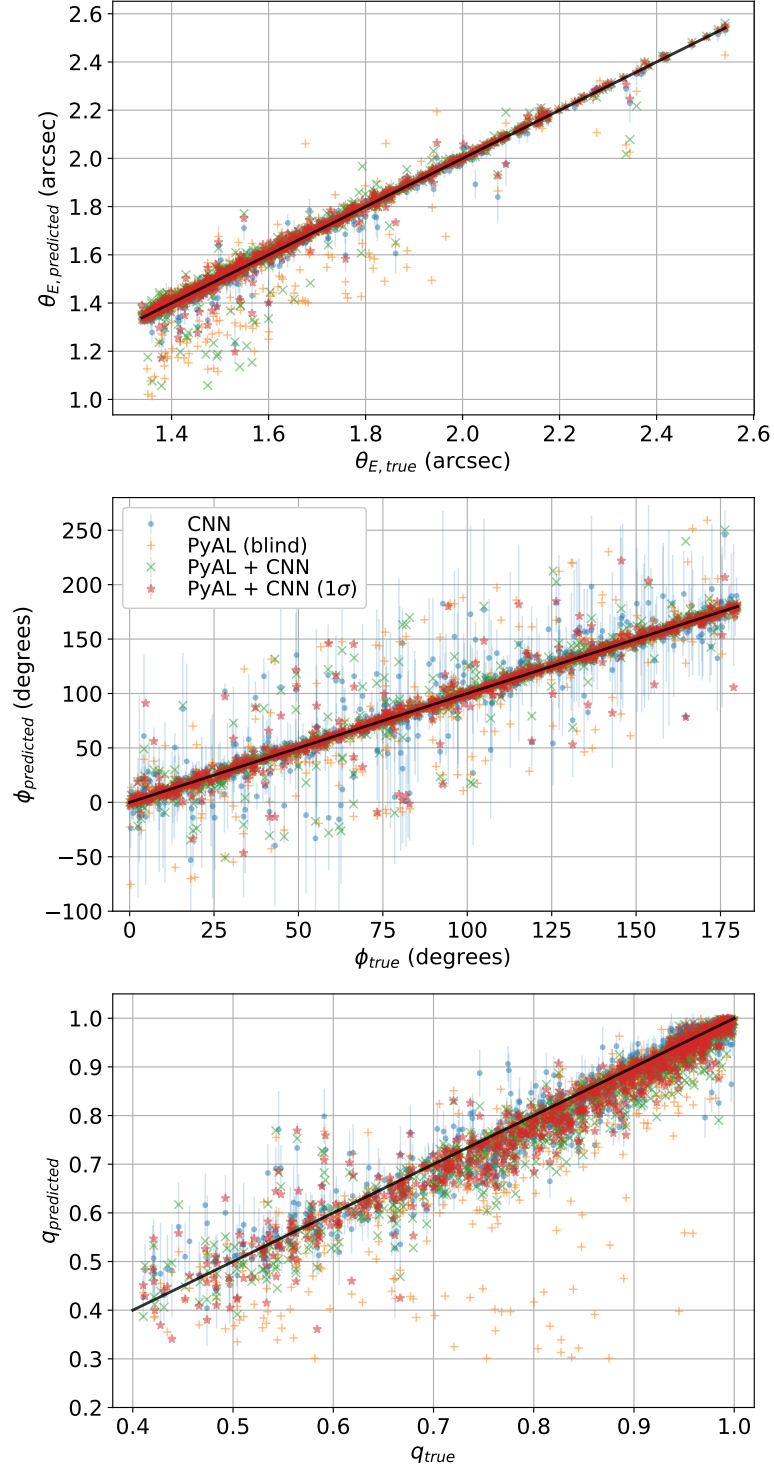 2.6
2.4
2.2
2.0
1.8
1.6
1.4
1.2
1.0
θE, predicted (arcsec)
1.4 1.6 1.8 2.0 2.2 2.4 2.6
θE, true (arcsec)
250
200
150
100
50
0
−50
−100
ϕpredicted (degrees)
CNN
PyAL (blind)
PyAL + CNN
PyAL + CNN (1σ)
0 25 50 75 100 125 150 175
ϕtrue (degrees)
1.0
0.9
0.8
0.7
0.6
0.5
0.4
0.3
0.2
qpredicted
0.4 0.5 0.6 0.7 0.8 0.9 1.0
qtrue